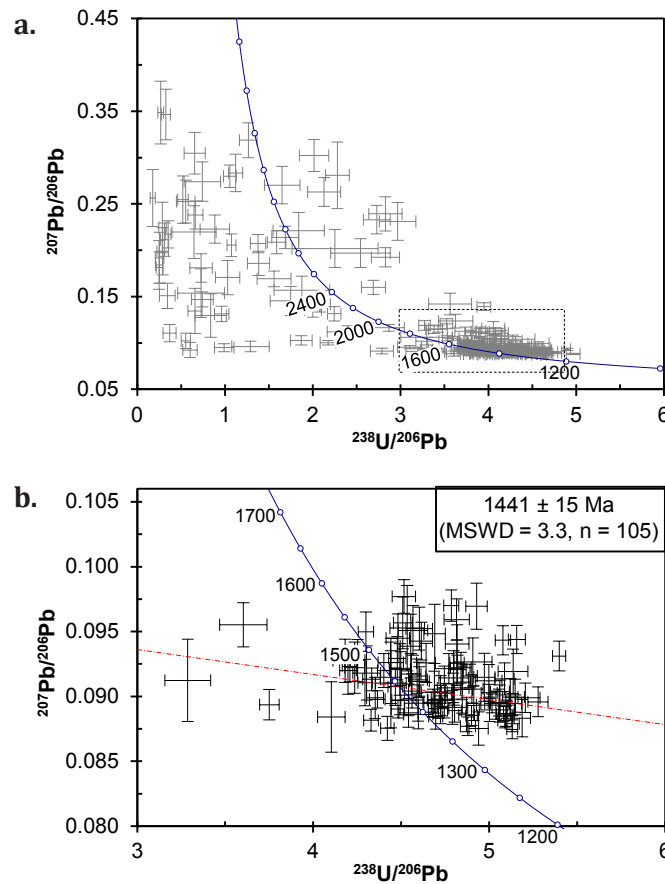 a.
0.45
0.35
0.25
0.15
0.05
²⁰⁷Pb/²⁰⁶Pb
2400
2000
1600
1200
0 1 2 3 4 5 6
²³⁸U/²⁰⁶Pb
b.
0.105
0.100
0.095
0.090
0.085
0.080
²⁰⁷Pb/²⁰⁶Pb
1441 ± 15 Ma
(MSWD = 3.3, n = 105)
1700
1600
1500
1300
1200
3 4 5 6
²³⁸U/²⁰⁶Pb